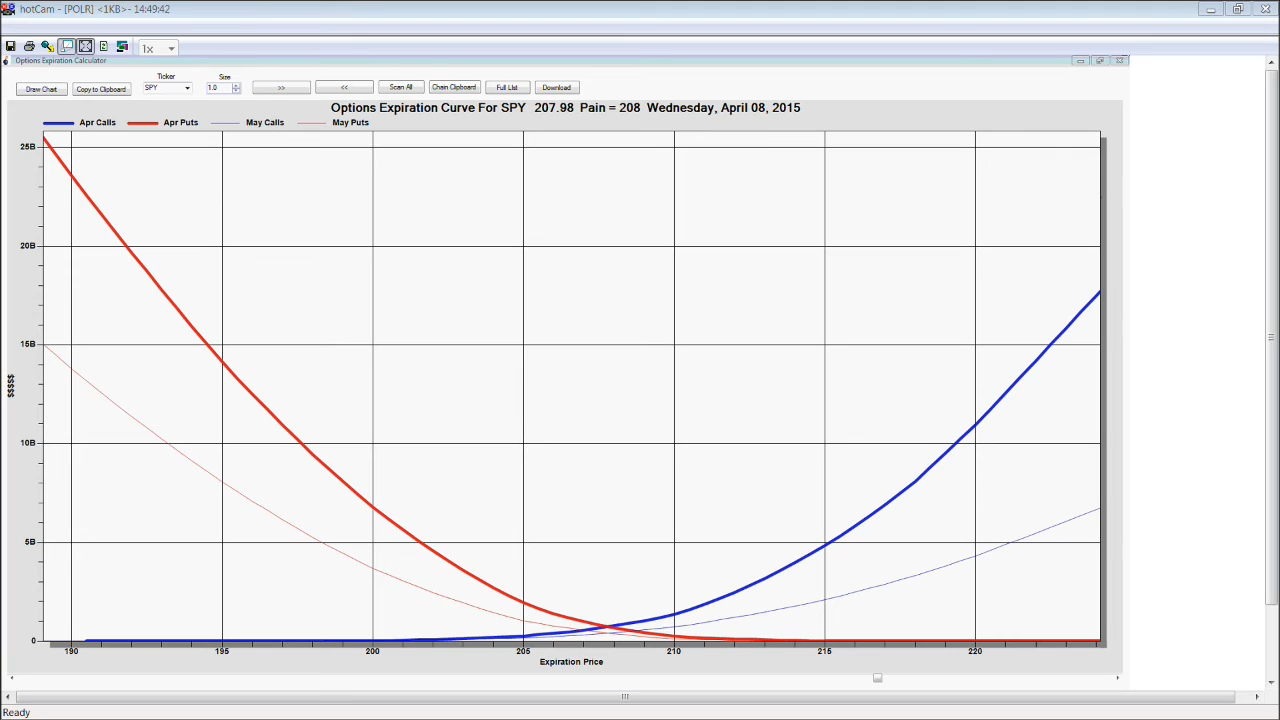 hotCam - [POLR] <1KB>- 14:49:42
1x
Options Expiration Calculator
Ticker
Size
Draw Chart
Copy to Clipboard
SPY
1.0
>>
<<
Scan All
Chain Clipboard
Full List
Download
Options Expiration Curve For SPY 207.98 Pain = 208 Wednesday, April 08, 2015
Apr Calls Apr Puts May Calls May Puts
25B
20B
15B
$$$$$
10B
5B
0
190 195 200 205 210 215 220
Expiration Price
Ready